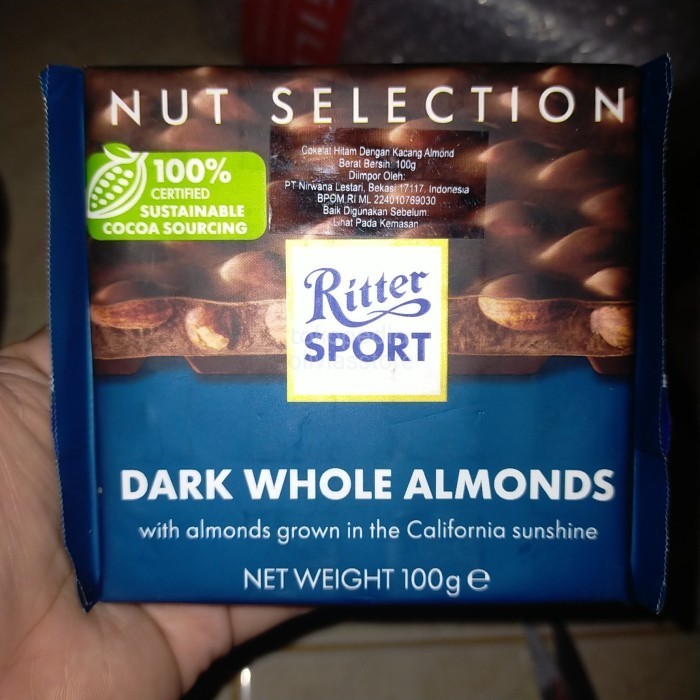 NUT SELECTION
100%
CERTIFIED
SUSTAINABLE
COCOA SOURCING
Cokelat Hitam Dengan Kacang Almond
Berat Bersih: 100g
Diimpor Oleh:
PT Nirwana Lestari, Bekasi 17117, Indonesia
BPOM RI ML 224010769030
Baik Digunakan Sebelum:
Lihat Pada Kemasan
Ritter
SPORT
DARK WHOLE ALMONDS
with almonds grown in the California sunshine
NET WEIGHT 100g e